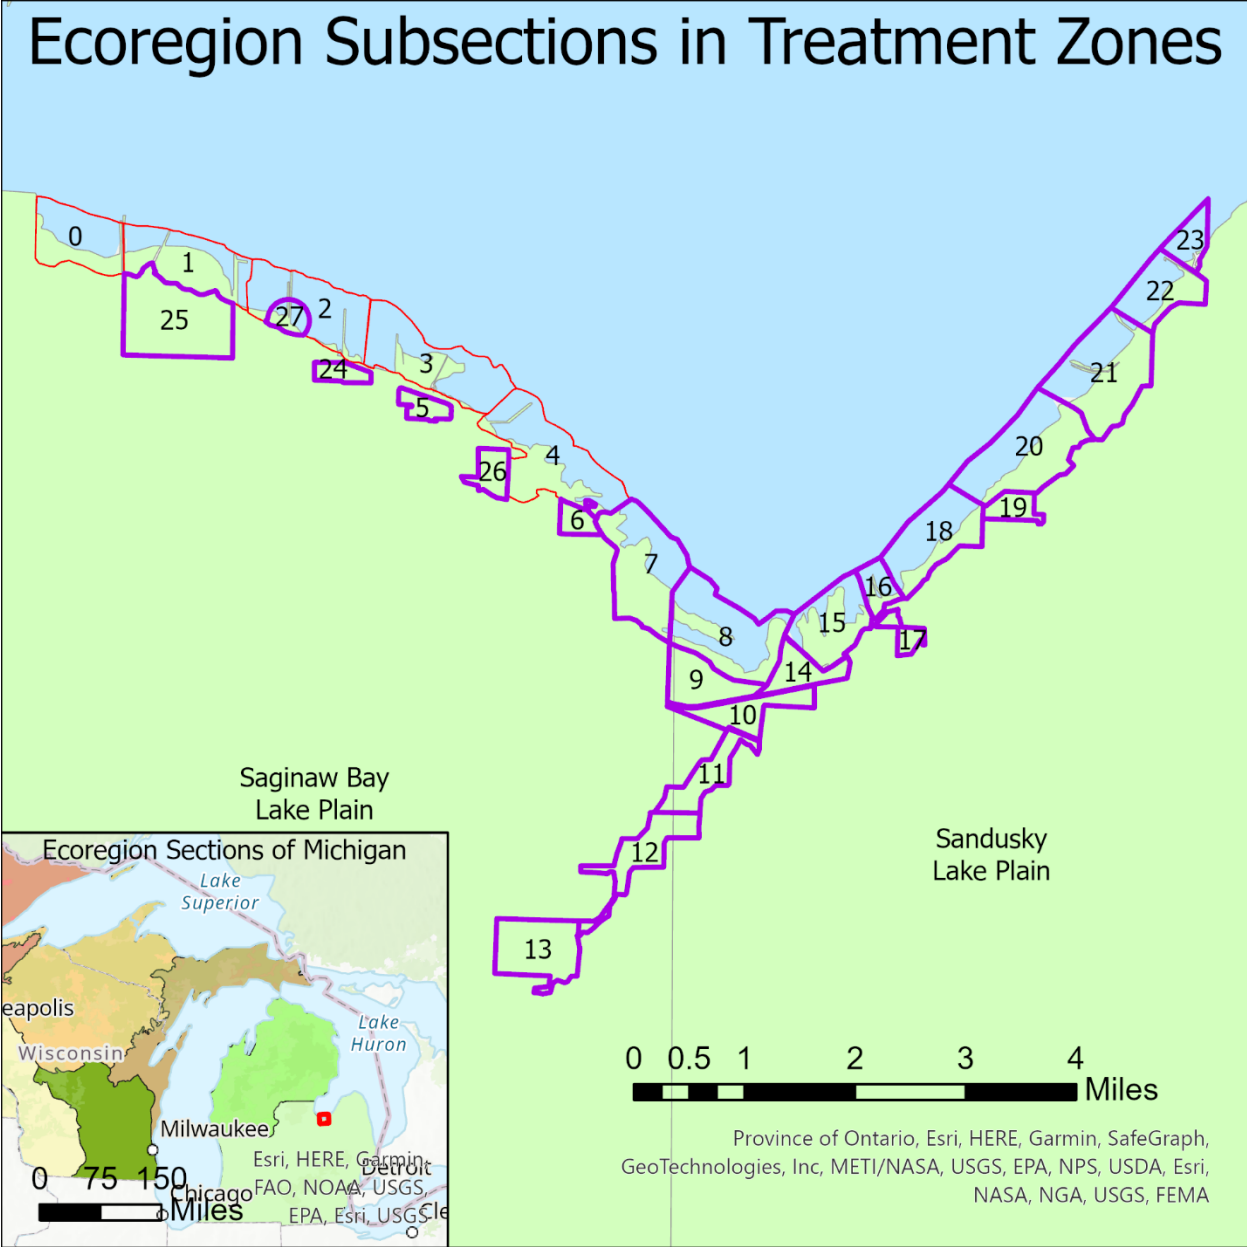 Ecoregion Subsections in Treatment Zones
0
1
2
3
4
5
6
7
8
9
10
11
12
13
14
15
16
17
18
19
20
21
22
23
24
25
26
27
Saginaw Bay
Lake Plain
Sandusky
Lake Plain
0 0.5 1 2 3 4
Miles
Province of Ontario, Esri, HERE, Garmin, SafeGraph,
GeoTechnologies, Inc, METI/NASA, USGS, EPA, NPS, USDA, Esri,
NASA, NGA, USGS, FEMA
Ecoregion Sections of Michigan
Lake
Superior
eapolis
Wisconsin
Lake
Huron
Milwaukee
Detroit
Chicago
Cle
0 75 150
Miles
Esri, HERE, Garmin,
FAO, NOAA, USGS,
EPA, Esri, USGS